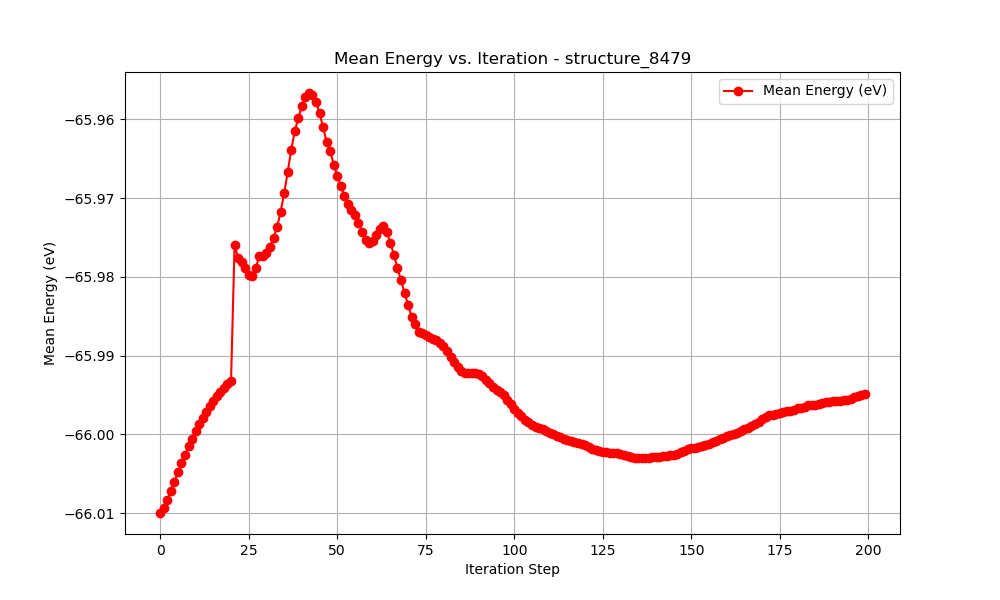 Mean Energy vs. Iteration - structure_8479
Mean Energy (eV)
Mean Energy (eV)
−65.96
−65.97
−65.98
−65.99
−66.00
−66.01
0 25 50 75 100 125 150 175 200
Iteration Step